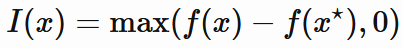 I(x) = max(f(x) − f(x⋆), 0)